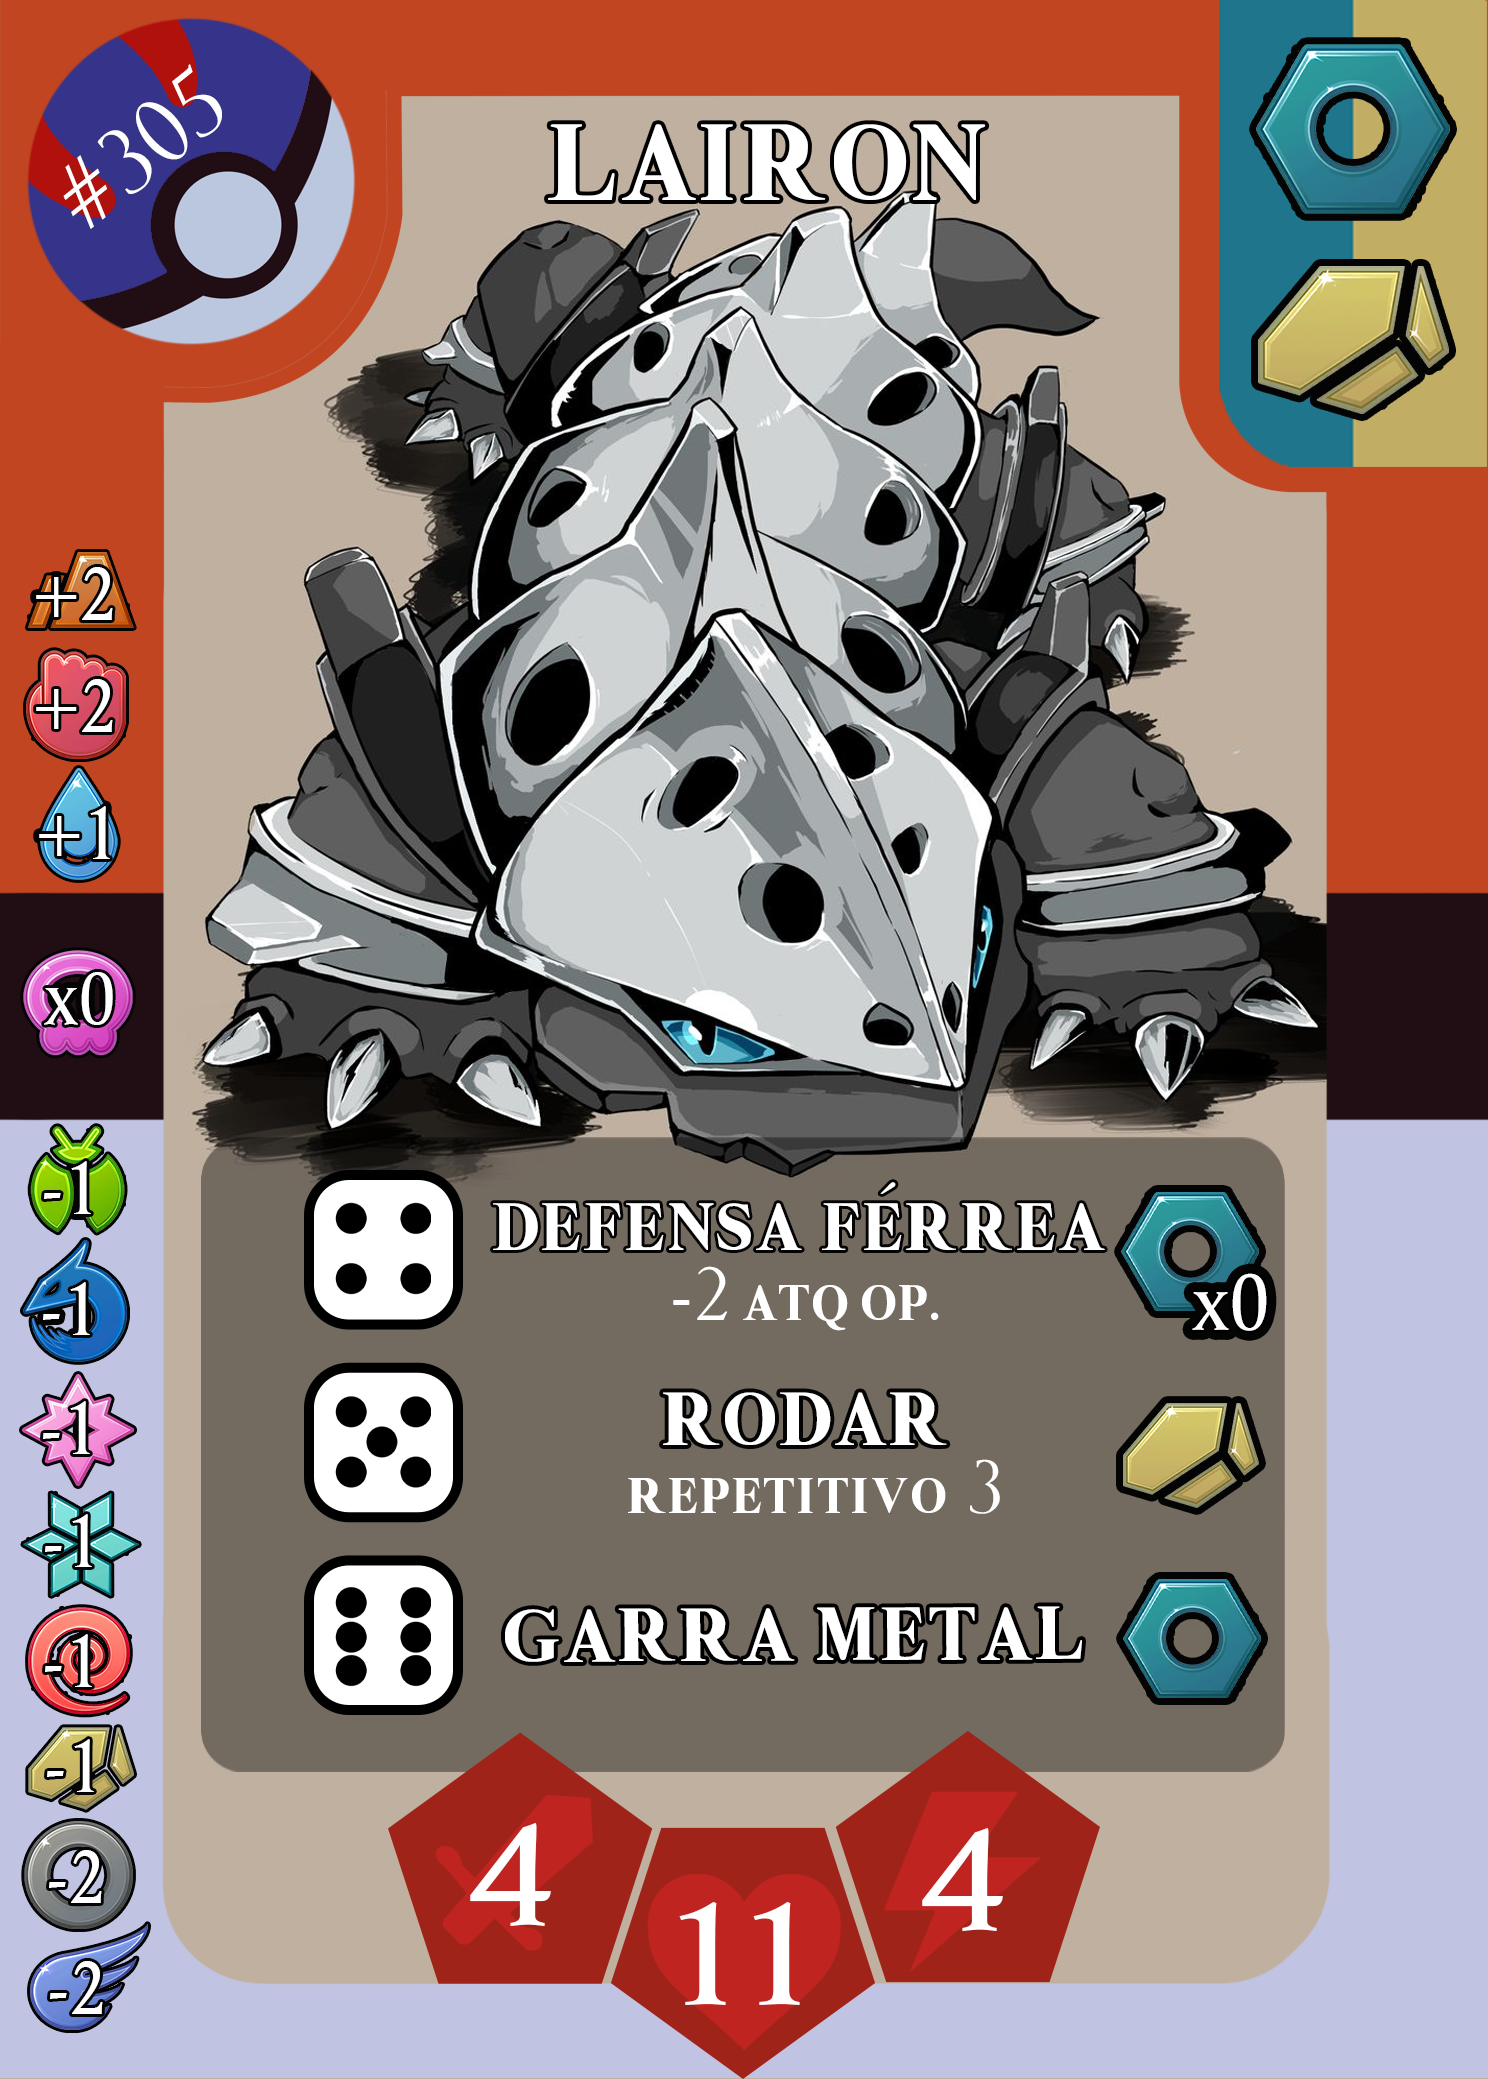 #305
LAIRON
+2
+2
+1
x0
-1
-1
-1
-1
-1
-1
-2
-2
DEFENSA FÉRREA
-2 ATQ OP.
x0
RODAR
REPETITIVO 3
GARRA METAL
4
11
4